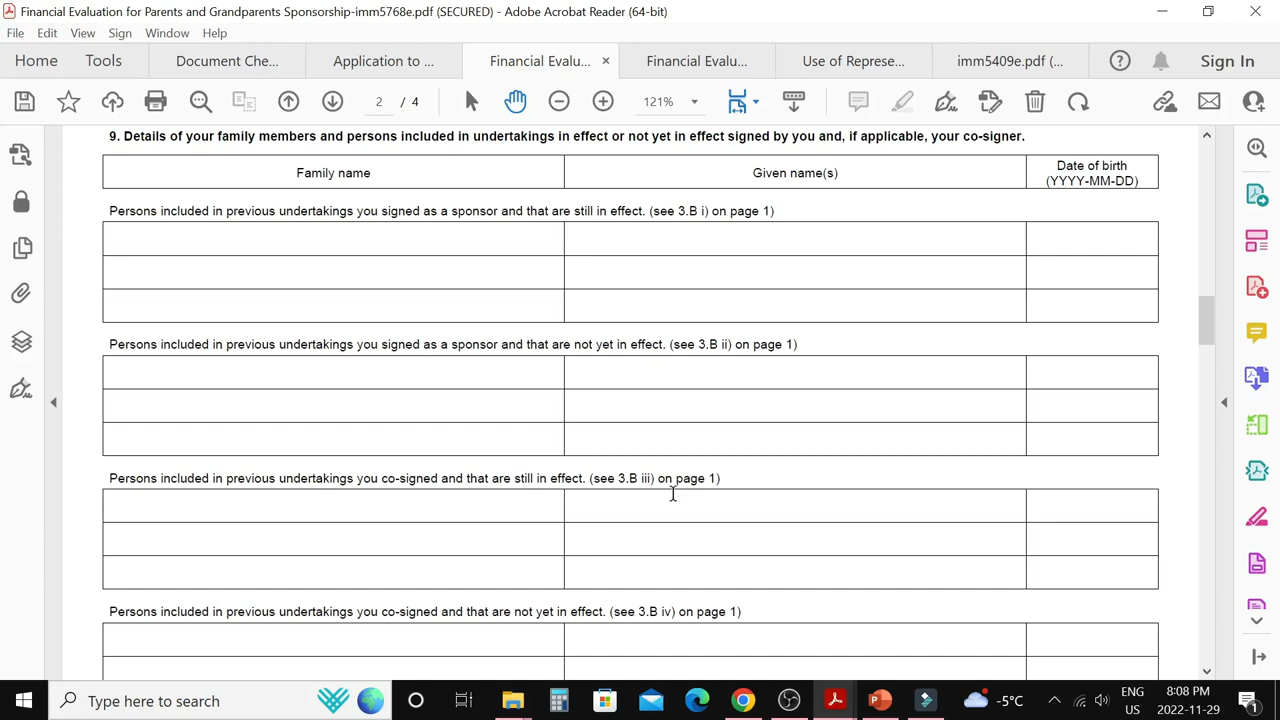 Financial Evaluation for Parents and Grandparents Sponsorship-imm5768e.pdf (SECURED) - Adobe Acrobat Reader (64-bit)
File Edit View Sign Window Help
Home Tools Document Che... Application to ... Financial Evalu... × Financial Evalu... Use of Represe... imm5409e.pdf (... Sign In
2 / 4 121%
9. Details of your family members and persons included in undertakings in effect or not yet in effect signed by you and, if applicable, your co-signer.
Family name Given name(s) Date of birth
(YYYY-MM-DD)
Persons included in previous undertakings you signed as a sponsor and that are still in effect. (see 3.B i) on page 1)
Persons included in previous undertakings you signed as a sponsor and that are not yet in effect. (see 3.B ii) on page 1)
Persons included in previous undertakings you co-signed and that are still in effect. (see 3.B iii) on page 1)
Persons included in previous undertakings you co-signed and that are not yet in effect. (see 3.B iv) on page 1)
Type here to search
-5°C
ENG
US
8:08 PM
2022-11-29
1